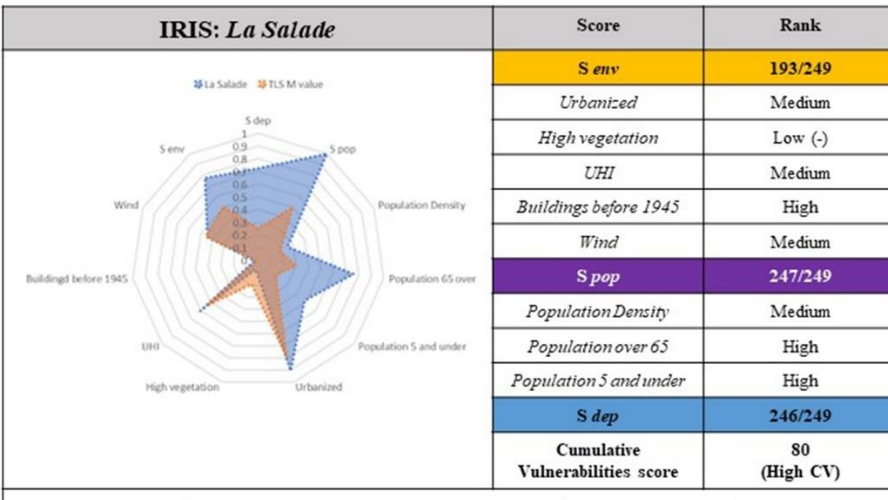 IRIS: La Salade
Score
Rank
La Salade
TLS M value
S dep
S pop
Population Density
Population 65 over
Population 5 and under
Urbanized
High vegetation
UHI
Buildingd before 1945
Wind
S env
1
0,9
0,8
0,7
0,6
0,5
0,4
0,3
0,2
0,1
0
S env
193/249
Urbanized
Medium
High vegetation
Low (-)
UHI
Medium
Buildings before 1945
High
Wind
Medium
S pop
247/249
Population Density
Medium
Population over 65
High
Population 5 and under
High
S dep
246/249
Cumulative
Vulnerabilities score
80
(High CV)